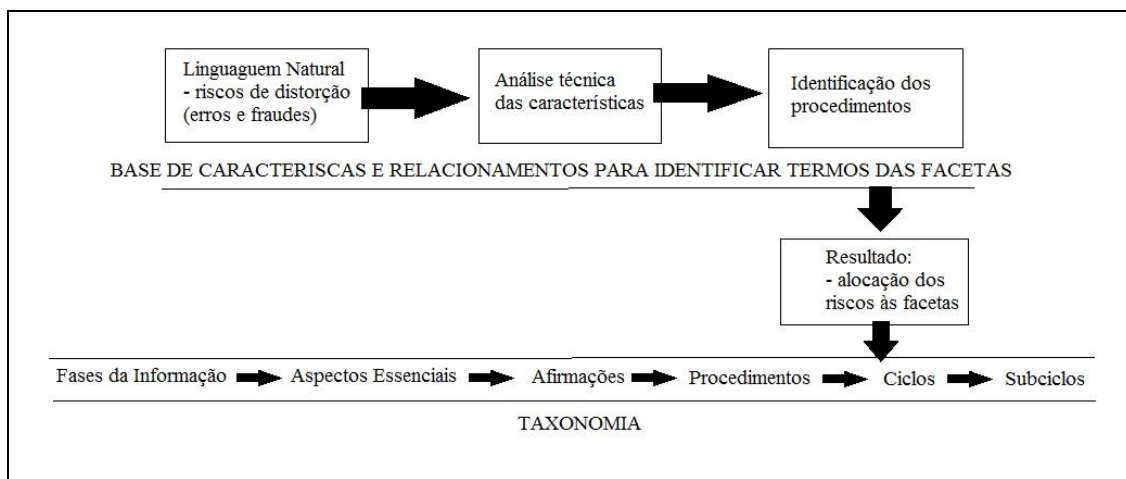 Linguaguem Natural
- riscos de distorção
(erros e fraudes)
Análise técnica
das características
Identificação dos
procedimentos
BASE DE CARACTERISCAS E RELACIONAMENTOS PARA IDENTIFICAR TERMOS DAS FACETAS
Resultado:
- alocação dos
riscos às facetas
Fases da Informação Aspectos Essenciais Afirmações Procedimentos Ciclos Subciclos
TAXONOMIA